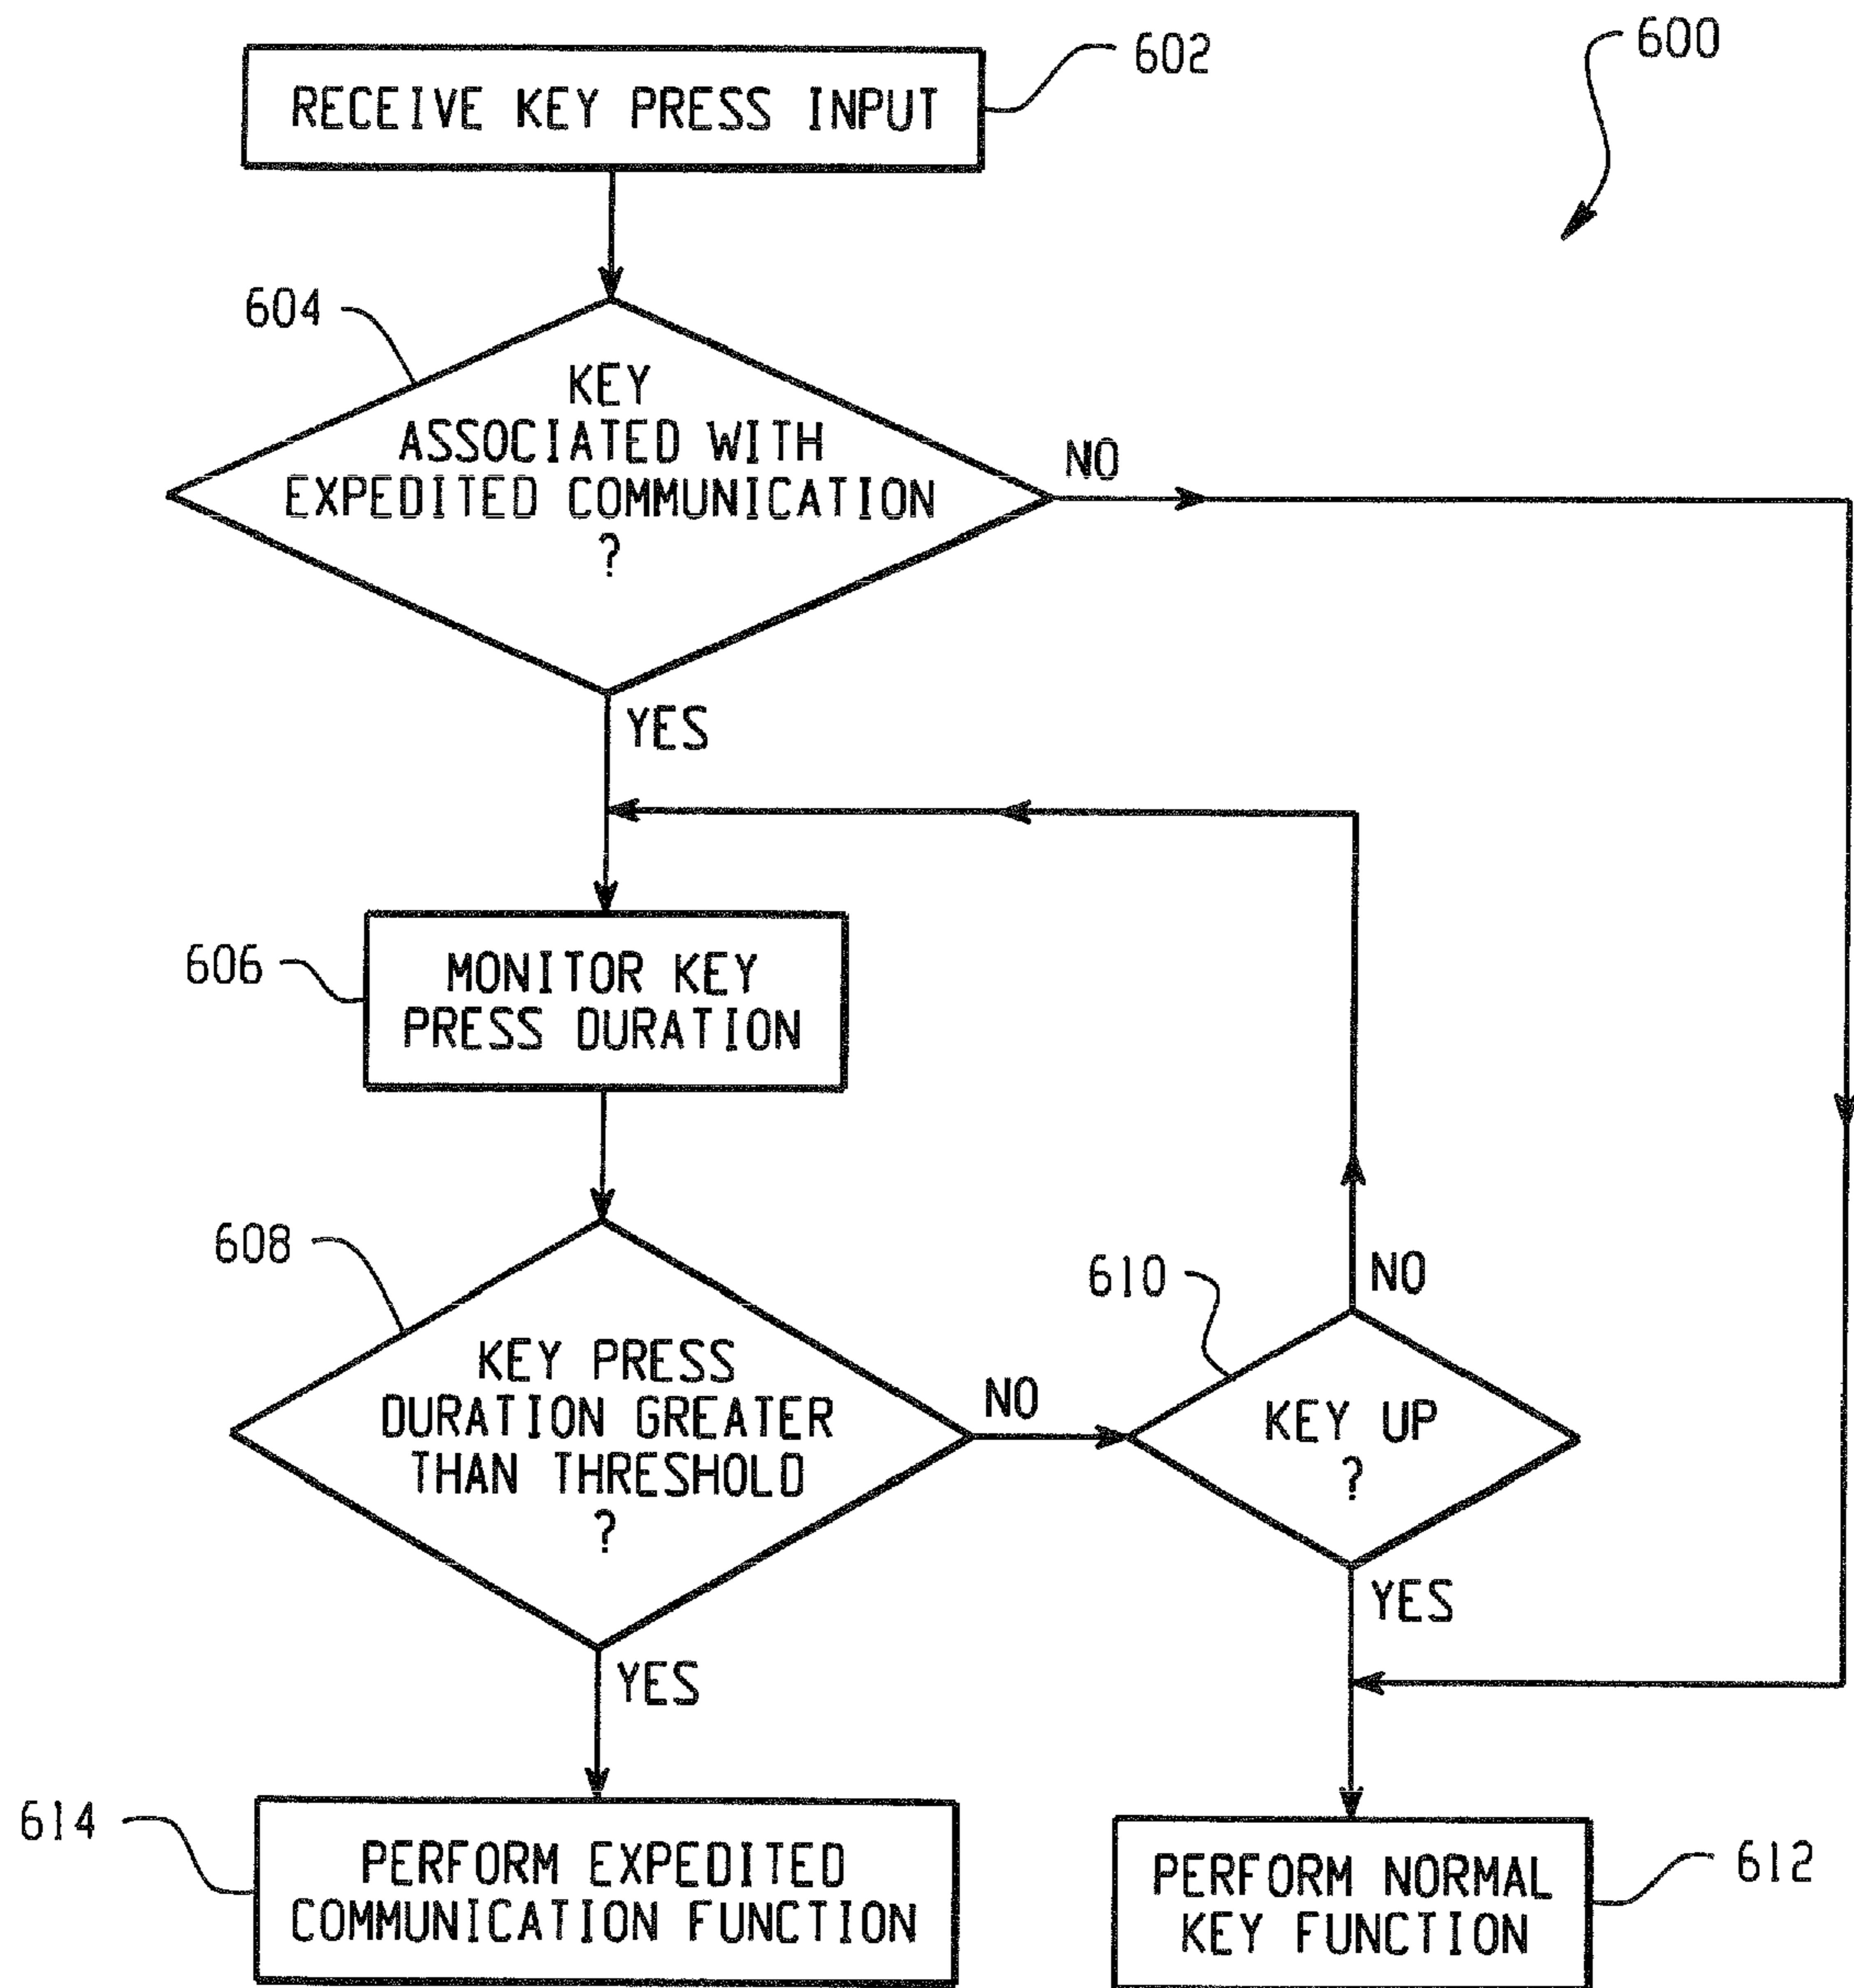 600
RECEIVE KEY PRESS INPUT
602
604
KEY
ASSOCIATED WITH
EXPEDITED COMMUNICATION
?
NO
YES
606
MONITOR KEY
PRESS DURATION
608
KEY PRESS
DURATION GREATER
THAN THRESHOLD
?
NO
610
NO
KEY UP
?
YES
YES
614
PERFORM EXPEDITED
COMMUNICATION FUNCTION
PERFORM NORMAL
KEY FUNCTION
612